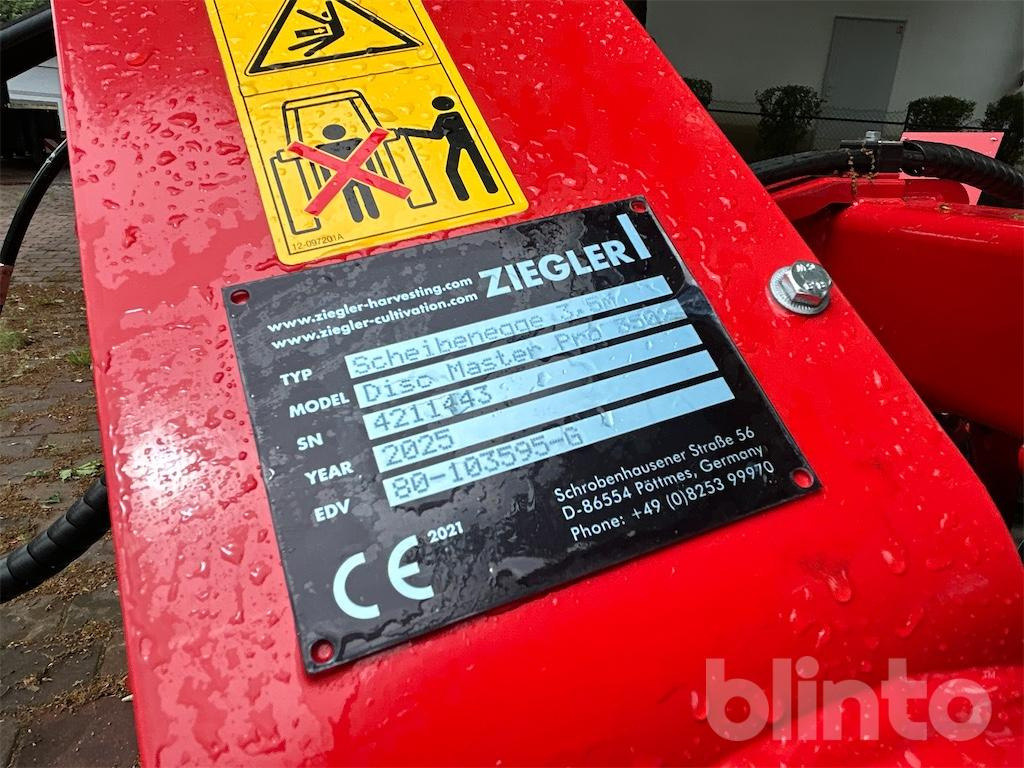 12-097201A
www.ziegler-harvesting.com
www.ziegler-cultivation.com
ZIEGLER
TYP Scheibenegge 3,5M
MODEL Disc Master Pro 3500
SN 4211443
YEAR 2025
EDV 80-103595-G
CE 2021
Schrobenhausener Straße 56
D-86554 Pöttmes, Germany
Phone: +49 (0)8253 99970
blinto™